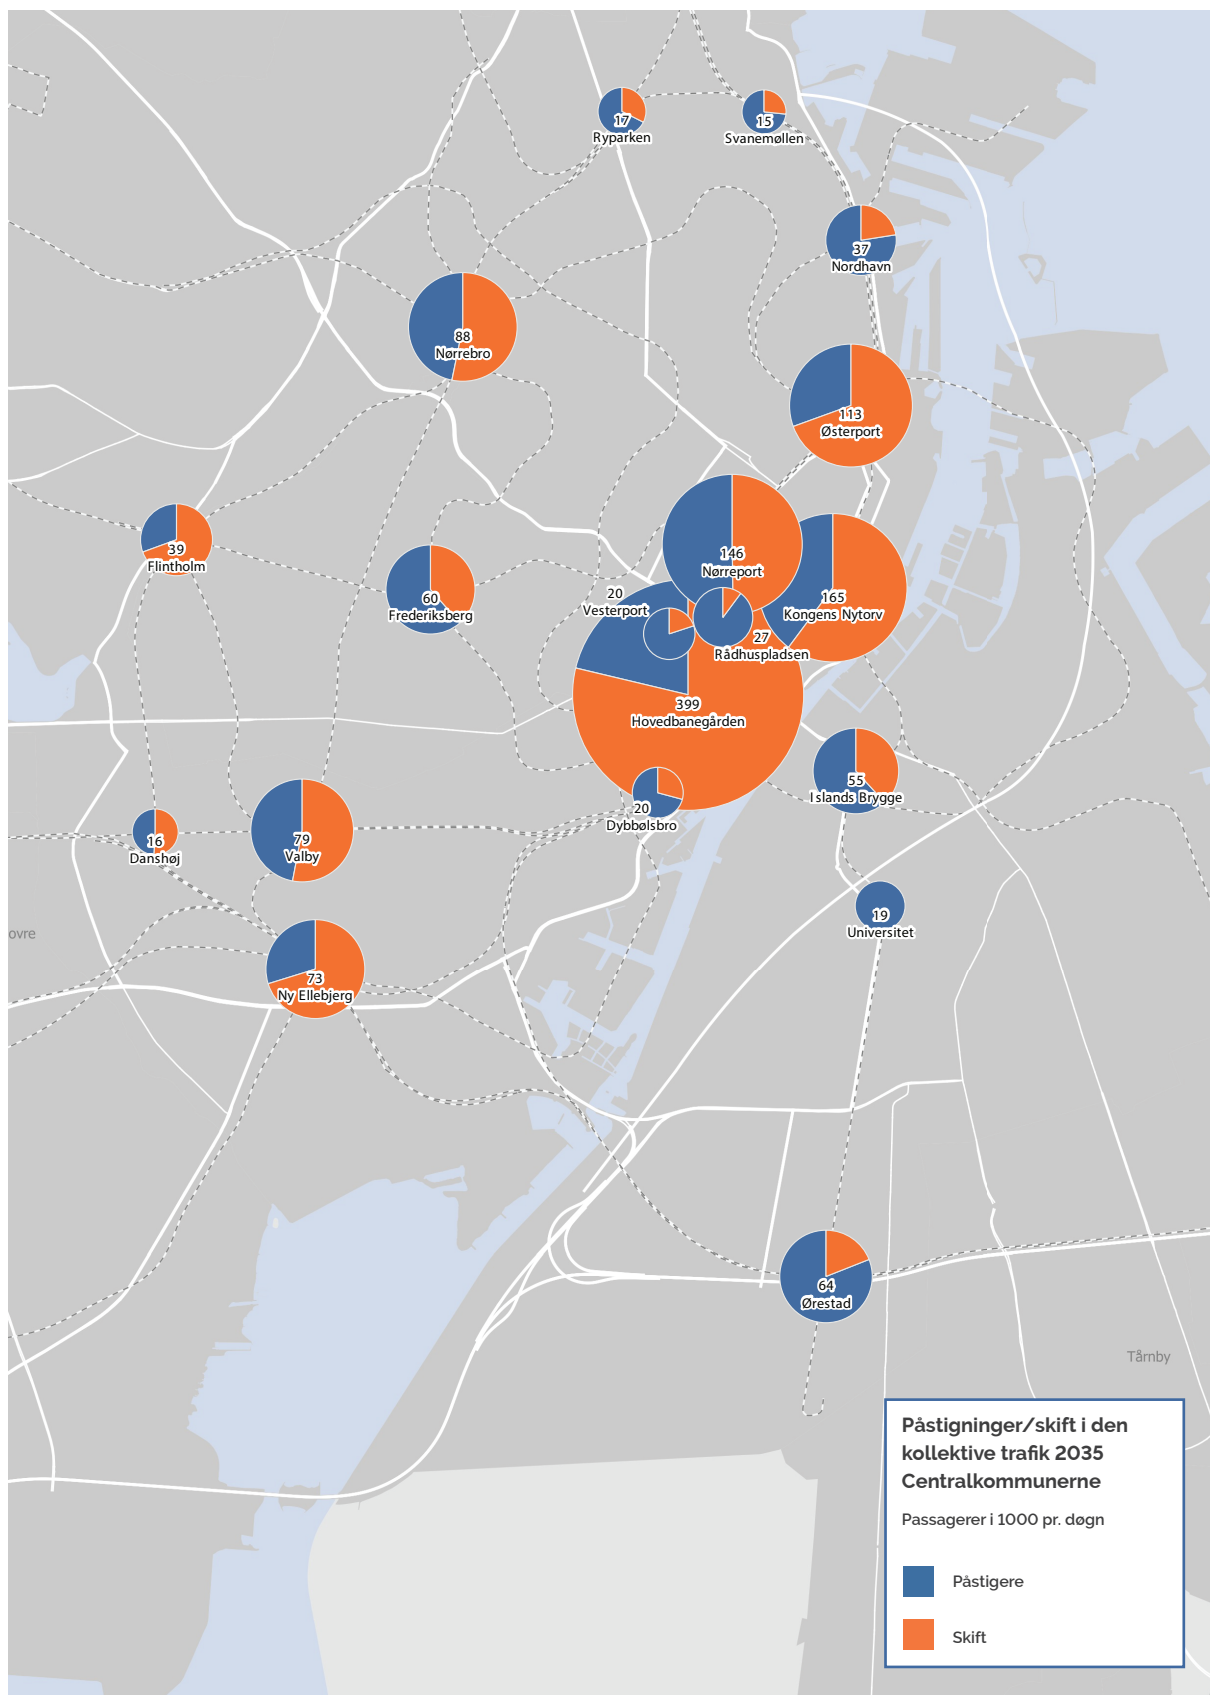 17
Ryparken
15
Svanemøllen
37
Nordhavn
88
Nørrebro
113
Østerport
39
Flintholm
60
Frederiksberg
146
Nørreport
165
Kongens Nytorv
20
Vesterport
27
Rådhuspladsen
399
Hovedbanegården
55
Islands Brygge
20
Dybbølsbro
16
Danshøj
79
Valby
19
Universitet
ovre
73
Ny Ellebjerg
64
Ørestad
Tårnby
Påstigninger/skift i den
kollektive trafik 2035
Centralkommunerne
Passagerer i 1000 pr. døgn
Påstigere
Skift